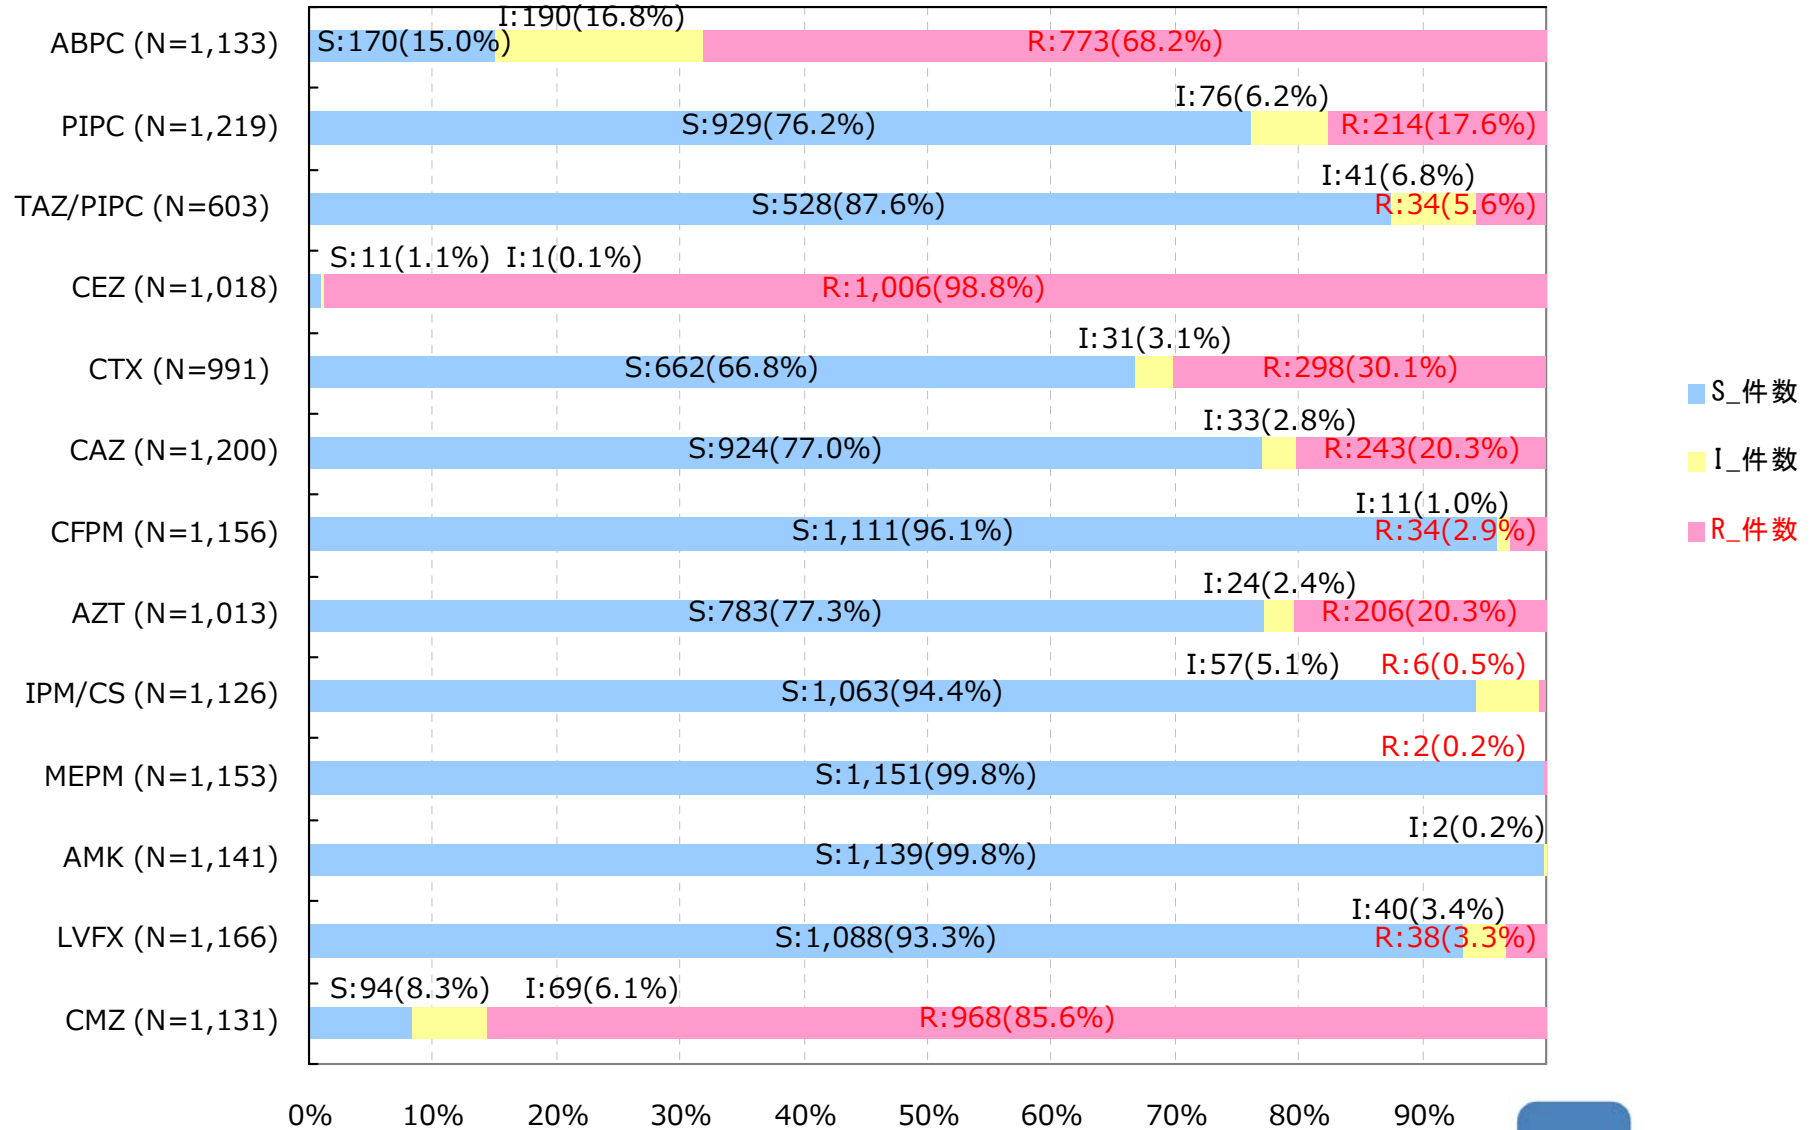 I:190(16.8%)
ABPC (N=1,133) S:170(15.0%) R:773(68.2%)
I:76(6.2%)
PIPC (N=1,219) S:929(76.2%) R:214(17.6%)
I:41(6.8%)
TAZ/PIPC (N=603) S:528(87.6%) R:34(5.6%)
S:11(1.1%) I:1(0.1%)
CEZ (N=1,018) R:1,006(98.8%)
I:31(3.1%)
CTX (N=991) S:662(66.8%) R:298(30.1%)
I:33(2.8%)
CAZ (N=1,200) S:924(77.0%) R:243(20.3%)
I:11(1.0%)
CFPM (N=1,156) S:1,111(96.1%) R:34(2.9%)
I:24(2.4%)
AZT (N=1,013) S:783(77.3%) R:206(20.3%)
I:57(5.1%) R:6(0.5%)
IPM/CS (N=1,126) S:1,063(94.4%)
R:2(0.2%)
MEPM (N=1,153) S:1,151(99.8%)
I:2(0.2%)
AMK (N=1,141) S:1,139(99.8%)
I:40(3.4%)
LVFX (N=1,166) S:1,088(93.3%) R:38(3.3%)
S:94(8.3%) I:69(6.1%)
CMZ (N=1,131) R:968(85.6%)
0% 10% 20% 30% 40% 50% 60% 70% 80% 90%
S_件数
I_件数
R_件数